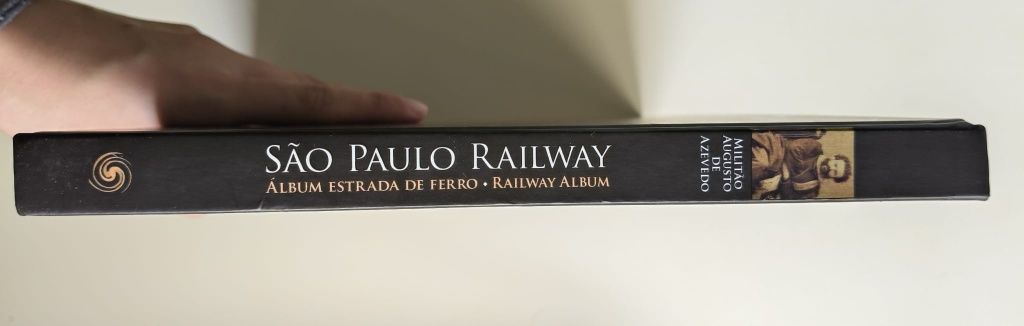 SÃO PAULO RAILWAY
ÁLBUM ESTRADA DE FERRO • RAILWAY ALBUM
MILITÃO
AUGUSTO
DE
AZEVEDO